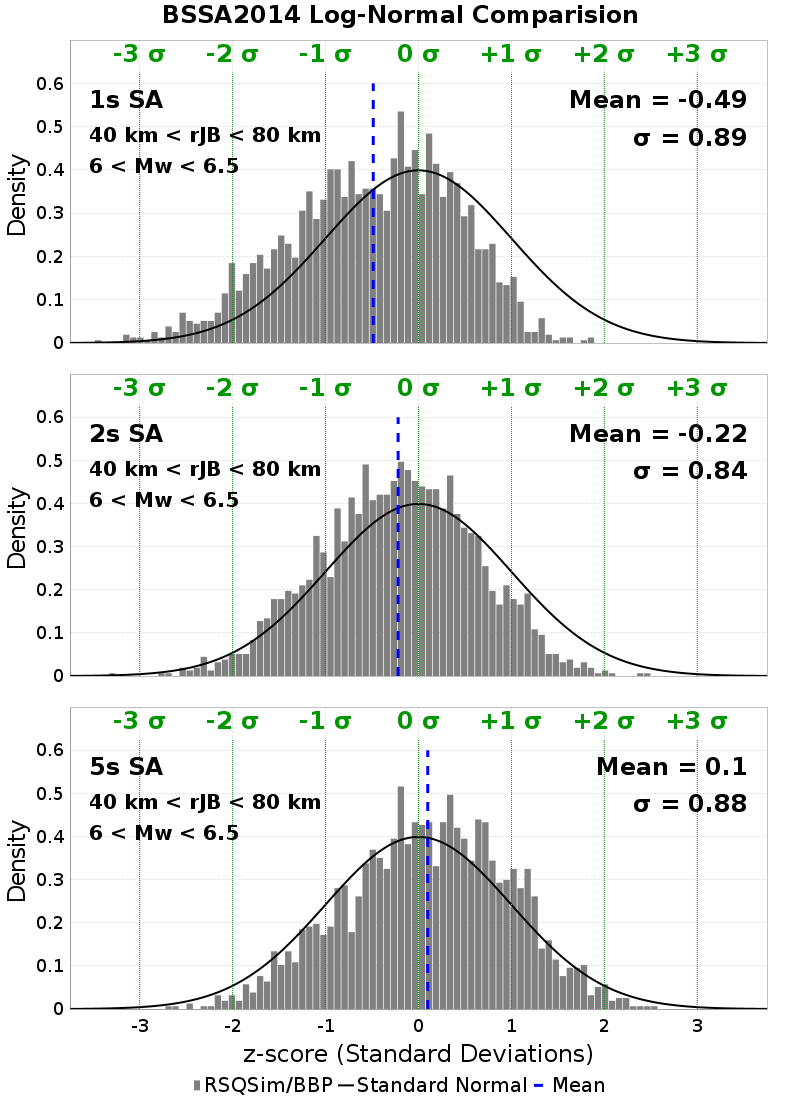 BSSA2014 Log-Normal Comparision
-3 σ -2 σ -1 σ 0 σ +1 σ +2 σ +3 σ
1s SA
40 km < rJB < 80 km
6 < Mw < 6.5
Mean = -0.49
σ = 0.89
0.6
0.5
0.4
0.3
0.2
0.1
0
Density
-3 σ -2 σ -1 σ 0 σ +1 σ +2 σ +3 σ
2s SA
40 km < rJB < 80 km
6 < Mw < 6.5
Mean = -0.22
σ = 0.84
0.6
0.5
0.4
0.3
0.2
0.1
0
Density
-3 σ -2 σ -1 σ 0 σ +1 σ +2 σ +3 σ
5s SA
40 km < rJB < 80 km
6 < Mw < 6.5
Mean = 0.1
σ = 0.88
0.6
0.5
0.4
0.3
0.2
0.1
0
Density
-3 -2 -1 0 1 2 3
z-score (Standard Deviations)
RSQSim/BBP Standard Normal Mean